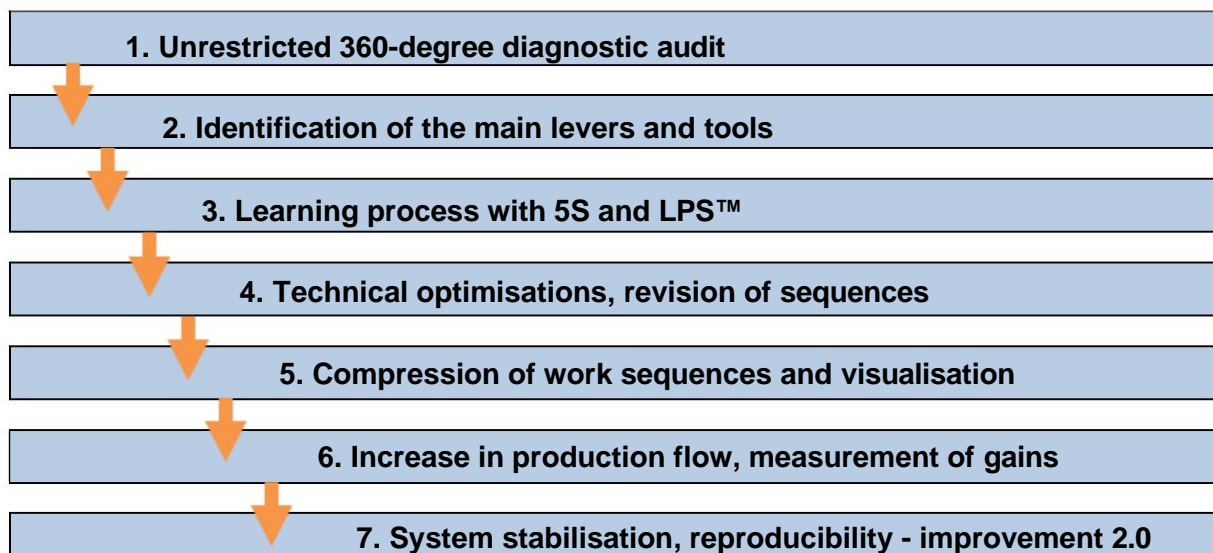 1. Unrestricted 360-degree diagnostic audit
2. Identification of the main levers and tools
3. Learning process with 5S and LPS™
4. Technical optimisations, revision of sequences
5. Compression of work sequences and visualisation
6. Increase in production flow, measurement of gains
7. System stabilisation, reproducibility - improvement 2.0